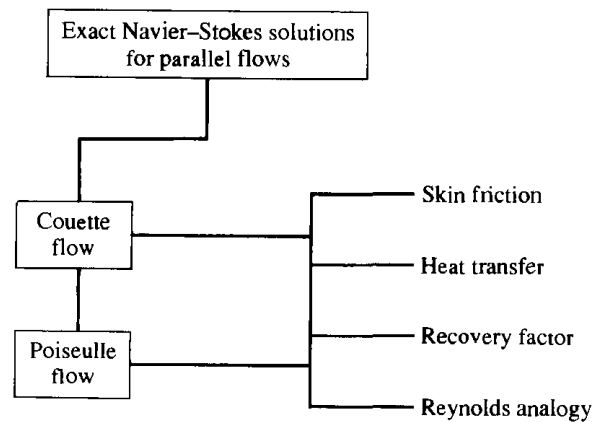 Exact Navier–Stokes solutions
for parallel flows
Couette
flow
Poiseulle
flow
Skin friction
Heat transfer
Recovery factor
Reynolds analogy